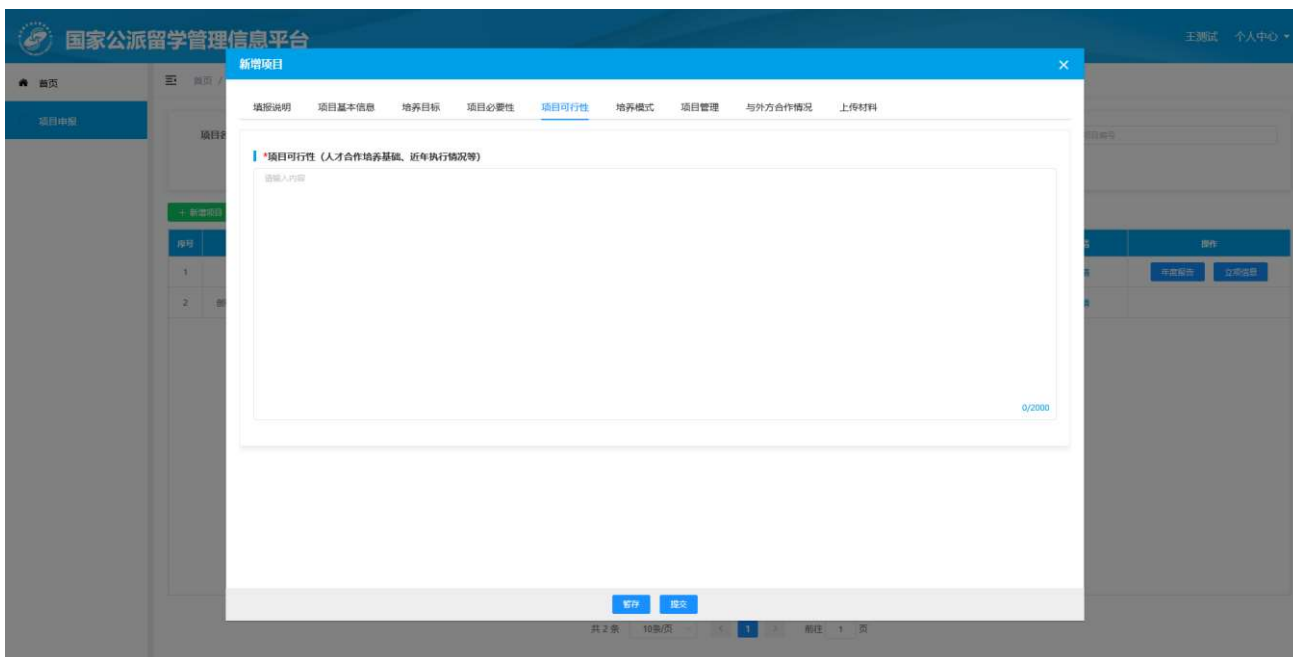 国家公派留学管理信息平台
王测试 个人中心
首页
首页 /
项目申报
新增项目
填报说明 项目基本信息 培养目标 项目必要性 项目可行性 培养模式 项目管理 与外方合作情况 上传材料
*项目可行性（人才合作培养基础、近年执行情况等）
请输入内容
0/2000
项目编号
+ 新增项目
序号 操作
1 年度报告 立项信息
2
暂存 提交
共 2 条 10条/页 1 前往 1 页